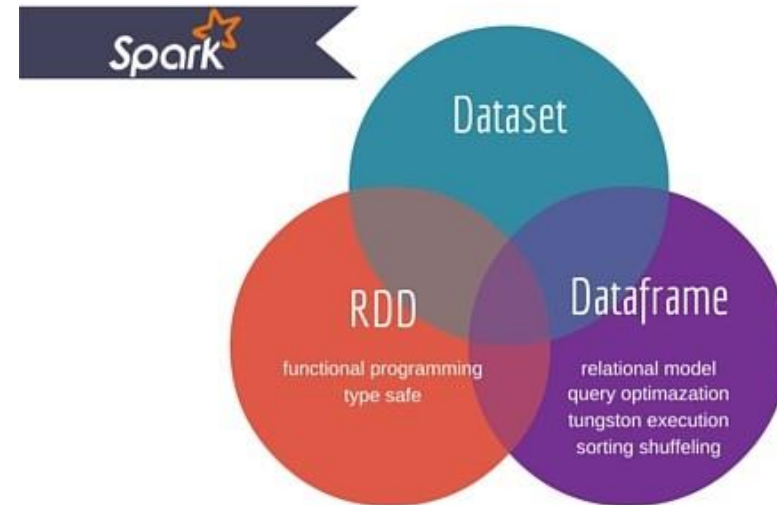 Spark
Dataset
RDD
functional programming
type safe
Dataframe
relational model
query optimazation
tungston execution
sorting shuffeling